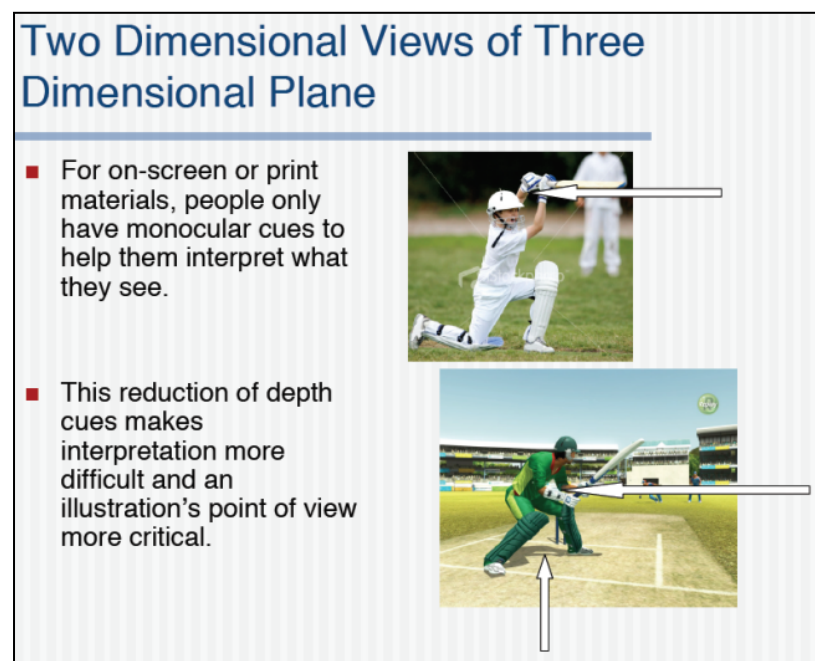 Two Dimensional Views of Three
Dimensional Plane
For on-screen or print
materials, people only
have monocular cues to
help them interpret what
they see.
This reduction of depth
cues makes
interpretation more
difficult and an
illustration's point of view
more critical.